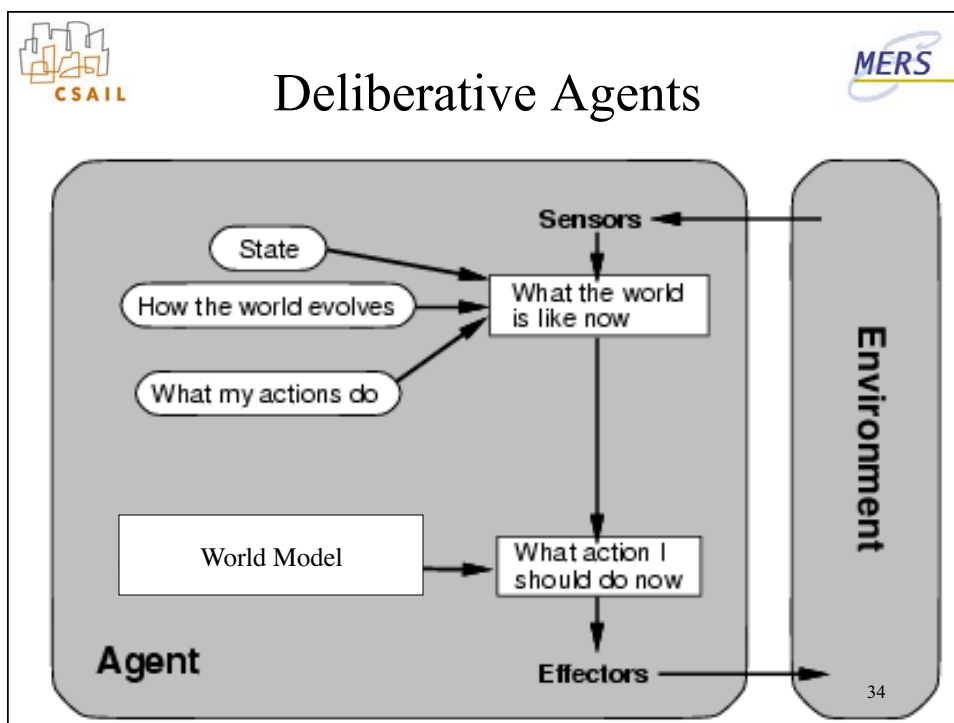 CSAIL
MERS
Deliberative Agents
Sensors
State
What the world
is like now
How the world evolves
What my actions do
Environment
World Model
What action I
should do now
Agent
Effectors
34